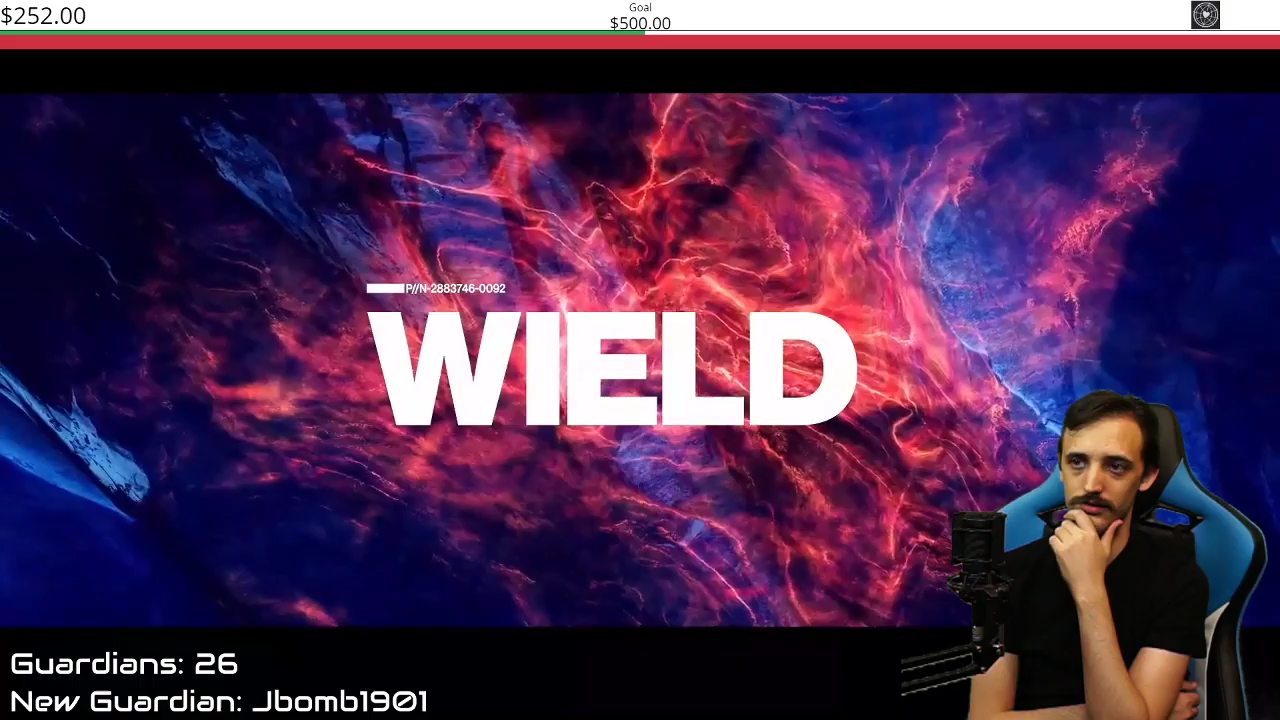 $252.00
Goal
$500.00
P//N-2883746-0092
WIELD
Guardians: 26
New Guardian: Jbomb1901